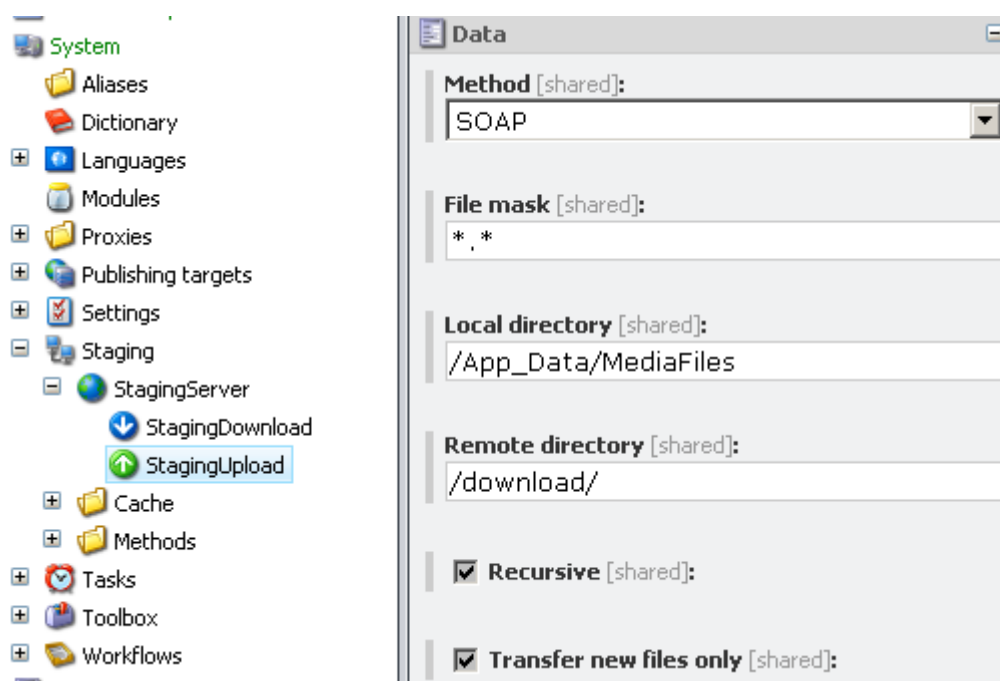 System
Aliases
Dictionary
Languages
Modules
Proxies
Publishing targets
Settings
Staging
StagingServer
StagingDownload
StagingUpload
Cache
Methods
Tasks
Toolbox
Workflows
Data
Method [shared]:
SOAP
File mask [shared]:
*.*
Local directory [shared]:
/App_Data/MediaFiles
Remote directory [shared]:
/download/
Recursive [shared]:
Transfer new files only [shared]: